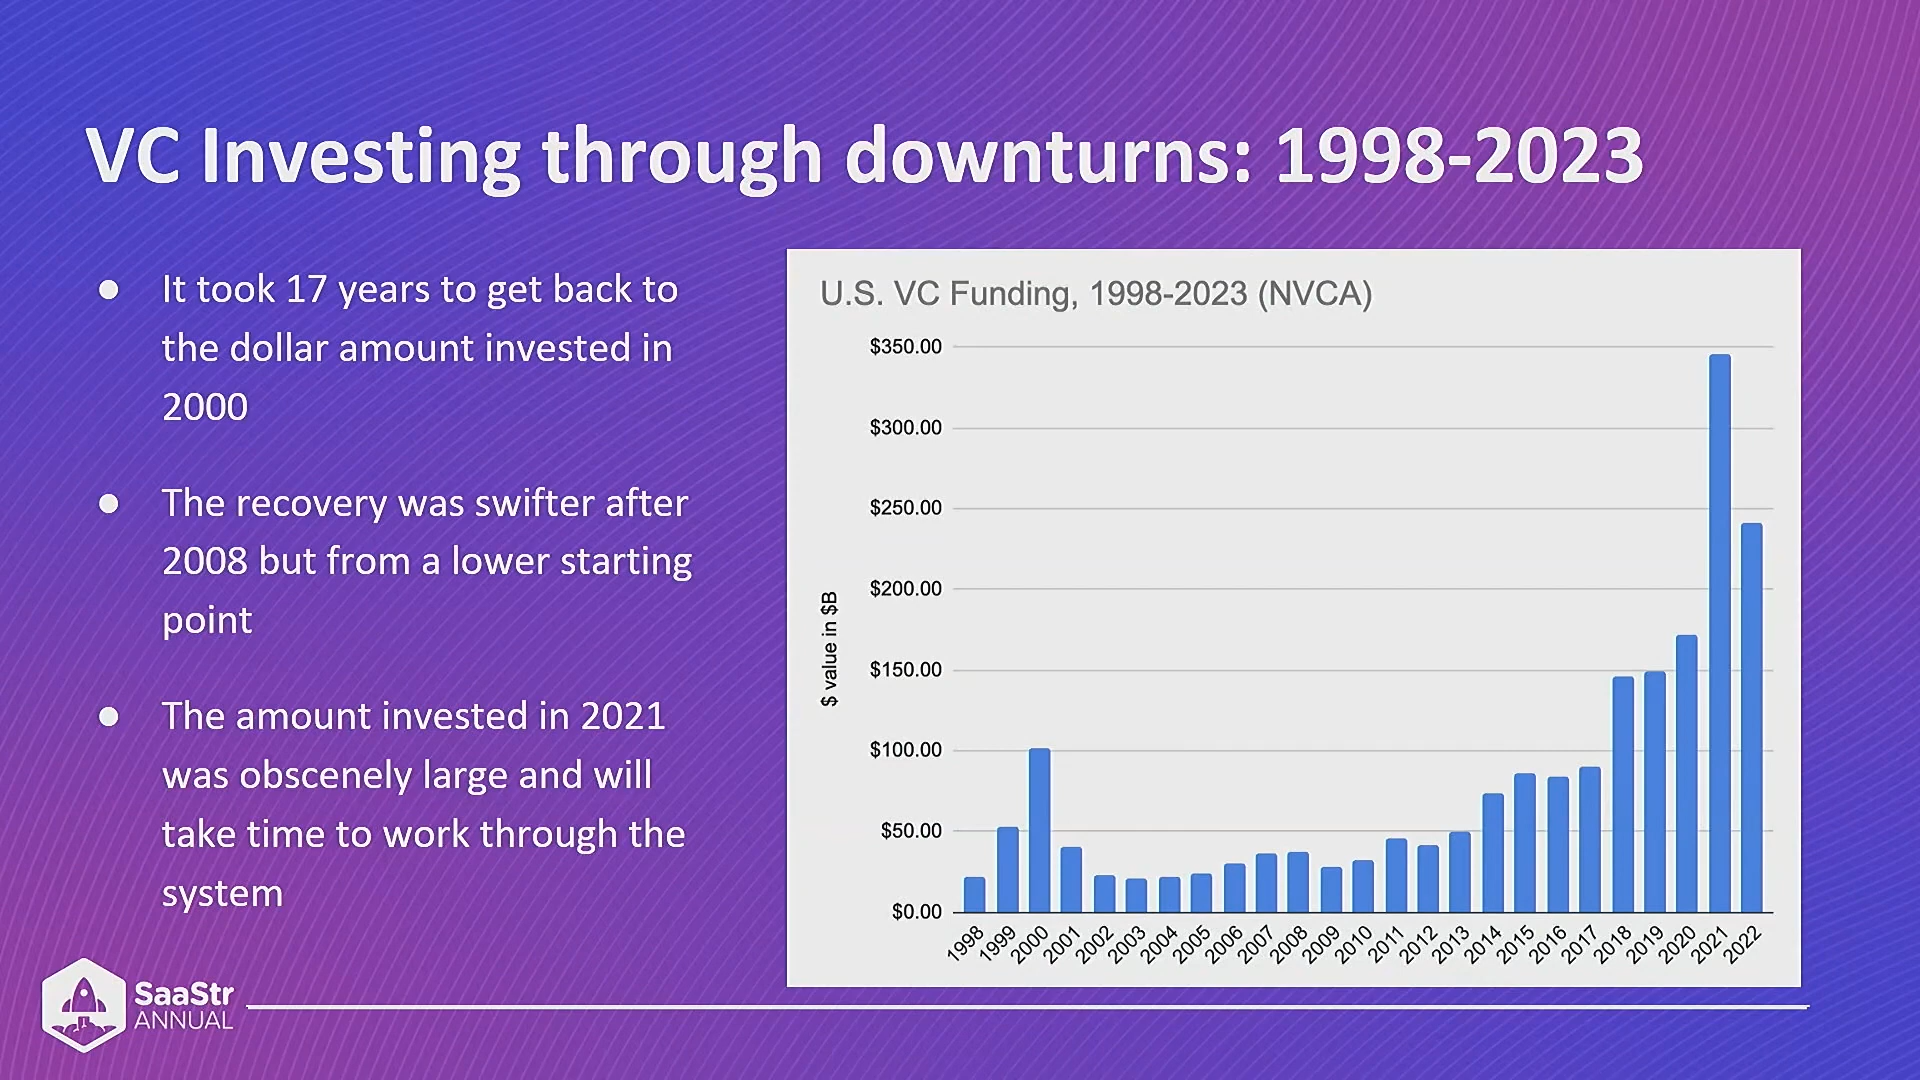 VC Investing through downturns: 1998-2023
● It took 17 years to get back to
the dollar amount invested in
2000
● The recovery was swifter after
2008 but from a lower starting
point
● The amount invested in 2021
was obscenely large and will
take time to work through the
system
U.S. VC Funding, 1998-2023 (NVCA)
$ value in $B
$350.00
$300.00
$250.00
$200.00
$150.00
$100.00
$50.00
$0.00
1998 1999 2000 2001 2002 2003 2004 2005 2006 2007 2008 2009 2010 2011 2012 2013 2014 2015 2016 2017 2018 2019 2020 2021 2022
SaaStr
ANNUAL